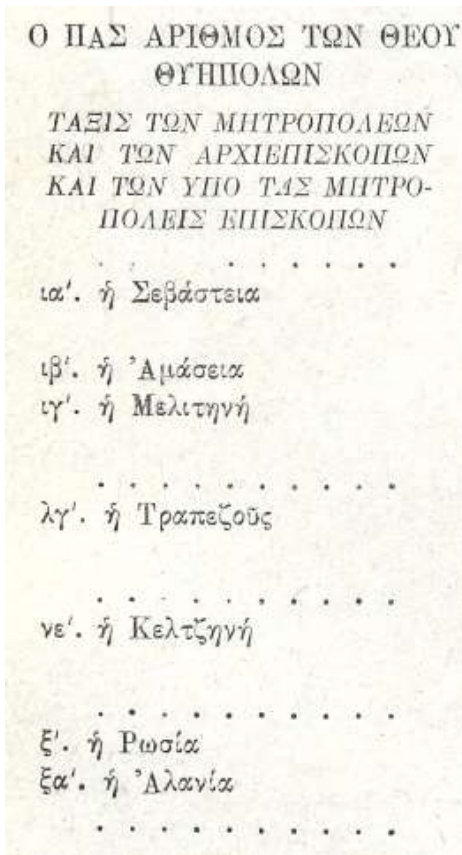 Ο ΠΑΣ ΑΡΙΘΜΟΣ ΤΩΝ ΘΕΟΥ
ΘΥΗΠΟΛΩΝ
ΤΑΞΙΣ ΤΩΝ ΜΗΤΡΟΠΟΛΕΩΝ
ΚΑΙ ΤΩΝ ΑΡΧΙΕΠΙΣΚΟΠΩΝ
ΚΑΙ ΤΩΝ ΥΠΟ ΤΑΣ ΜΗΤΡΟ-
ΠΟΛΕΙΣ ΕΠΙΣΚΟΠΩΝ
. . . . . . . . .
ια'. ἡ Σεβάστεια
ιβ'. ἡ Ἀμάσεια
ιγ'. ἡ Μελιτηνή
. . . . . . . . . .
λγ'. ἡ Τραπεζοῦς
. . . . . . . . . .
νε'. ἡ Κελτζηνή
. . . . . . . . . .
ξ'. ἡ Ρωσία
ξα'. ἡ Ἀλανία
. . . . . . . . . .